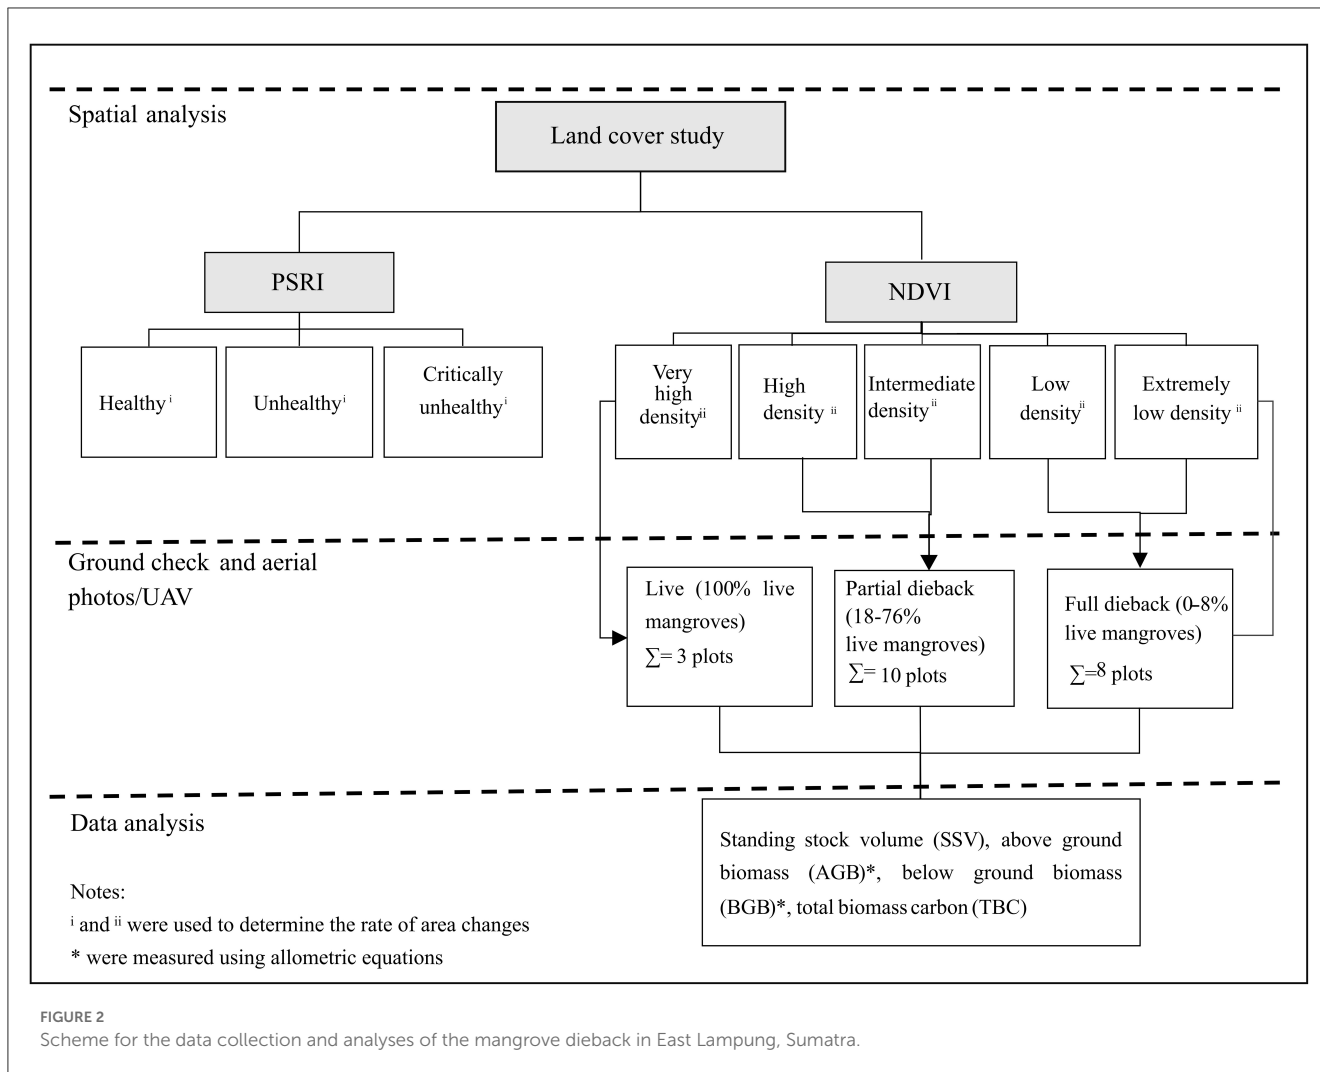 Spatial analysis
Land cover study
PSRI
NDVI
Healthy i
Unhealthy i
Critically
unhealthy i
Very
high
density ii
High
density ii
Intermediate
density ii
Low
density ii
Extremely
low density ii
Ground check and aerial
photos/UAV
Live (100% live
mangroves)
∑= 3 plots
Partial dieback
(18-76%
live mangroves)
∑= 10 plots
Full dieback (0-8%
live mangroves)
∑=8 plots
Data analysis
Standing stock volume (SSV), above ground
biomass (AGB)*, below ground biomass
(BGB)*, total biomass carbon (TBC)
Notes:
i and ii were used to determine the rate of area changes
* were measured using allometric equations
FIGURE 2
Scheme for the data collection and analyses of the mangrove dieback in East Lampung, Sumatra.